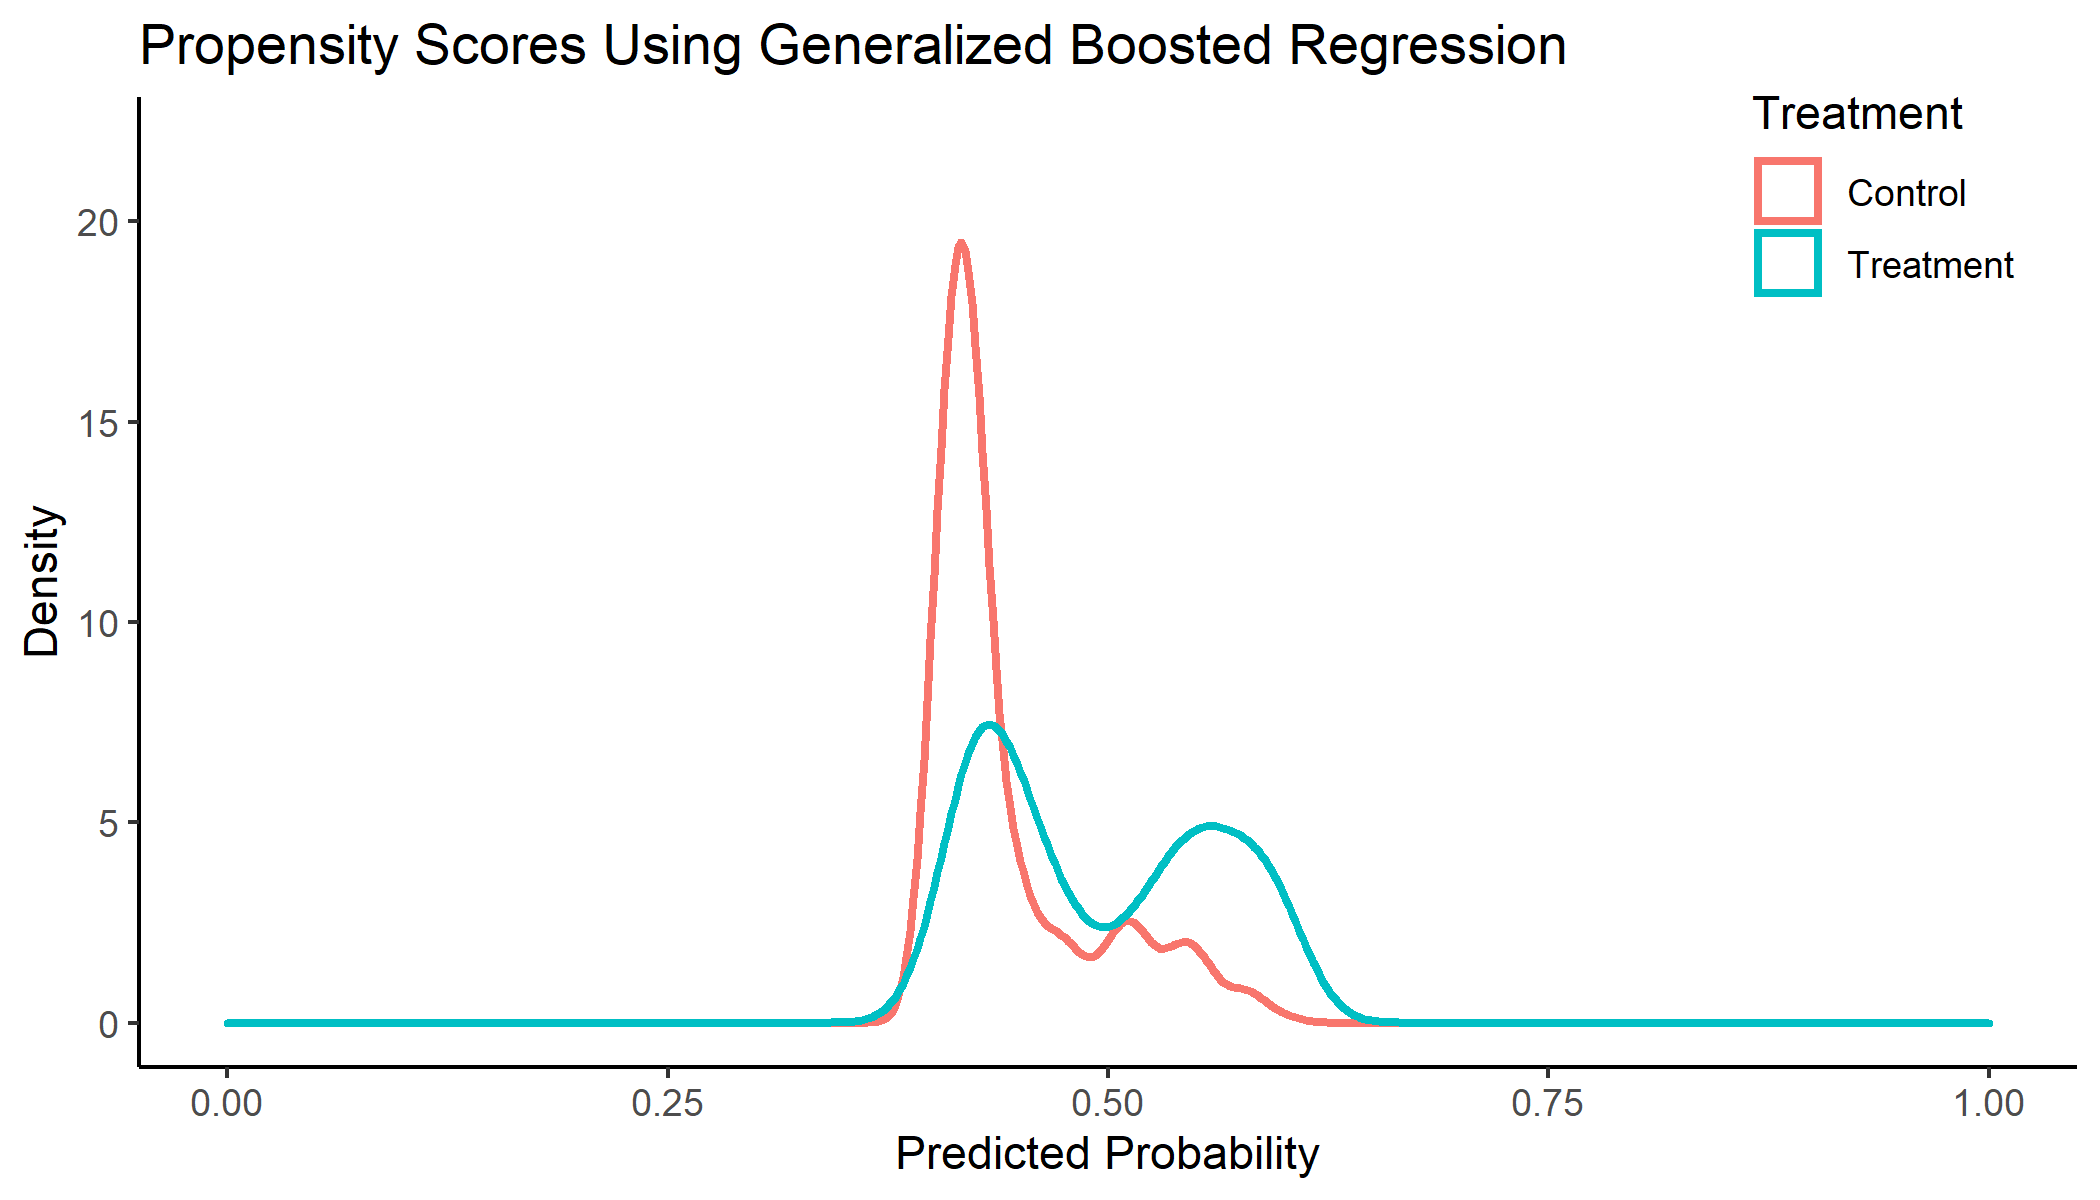 Propensity Scores Using Generalized Boosted Regression
Treatment
Control
Treatment
Density
20
15
10
5
0
0.00
0.25
0.50
0.75
1.00
Predicted Probability